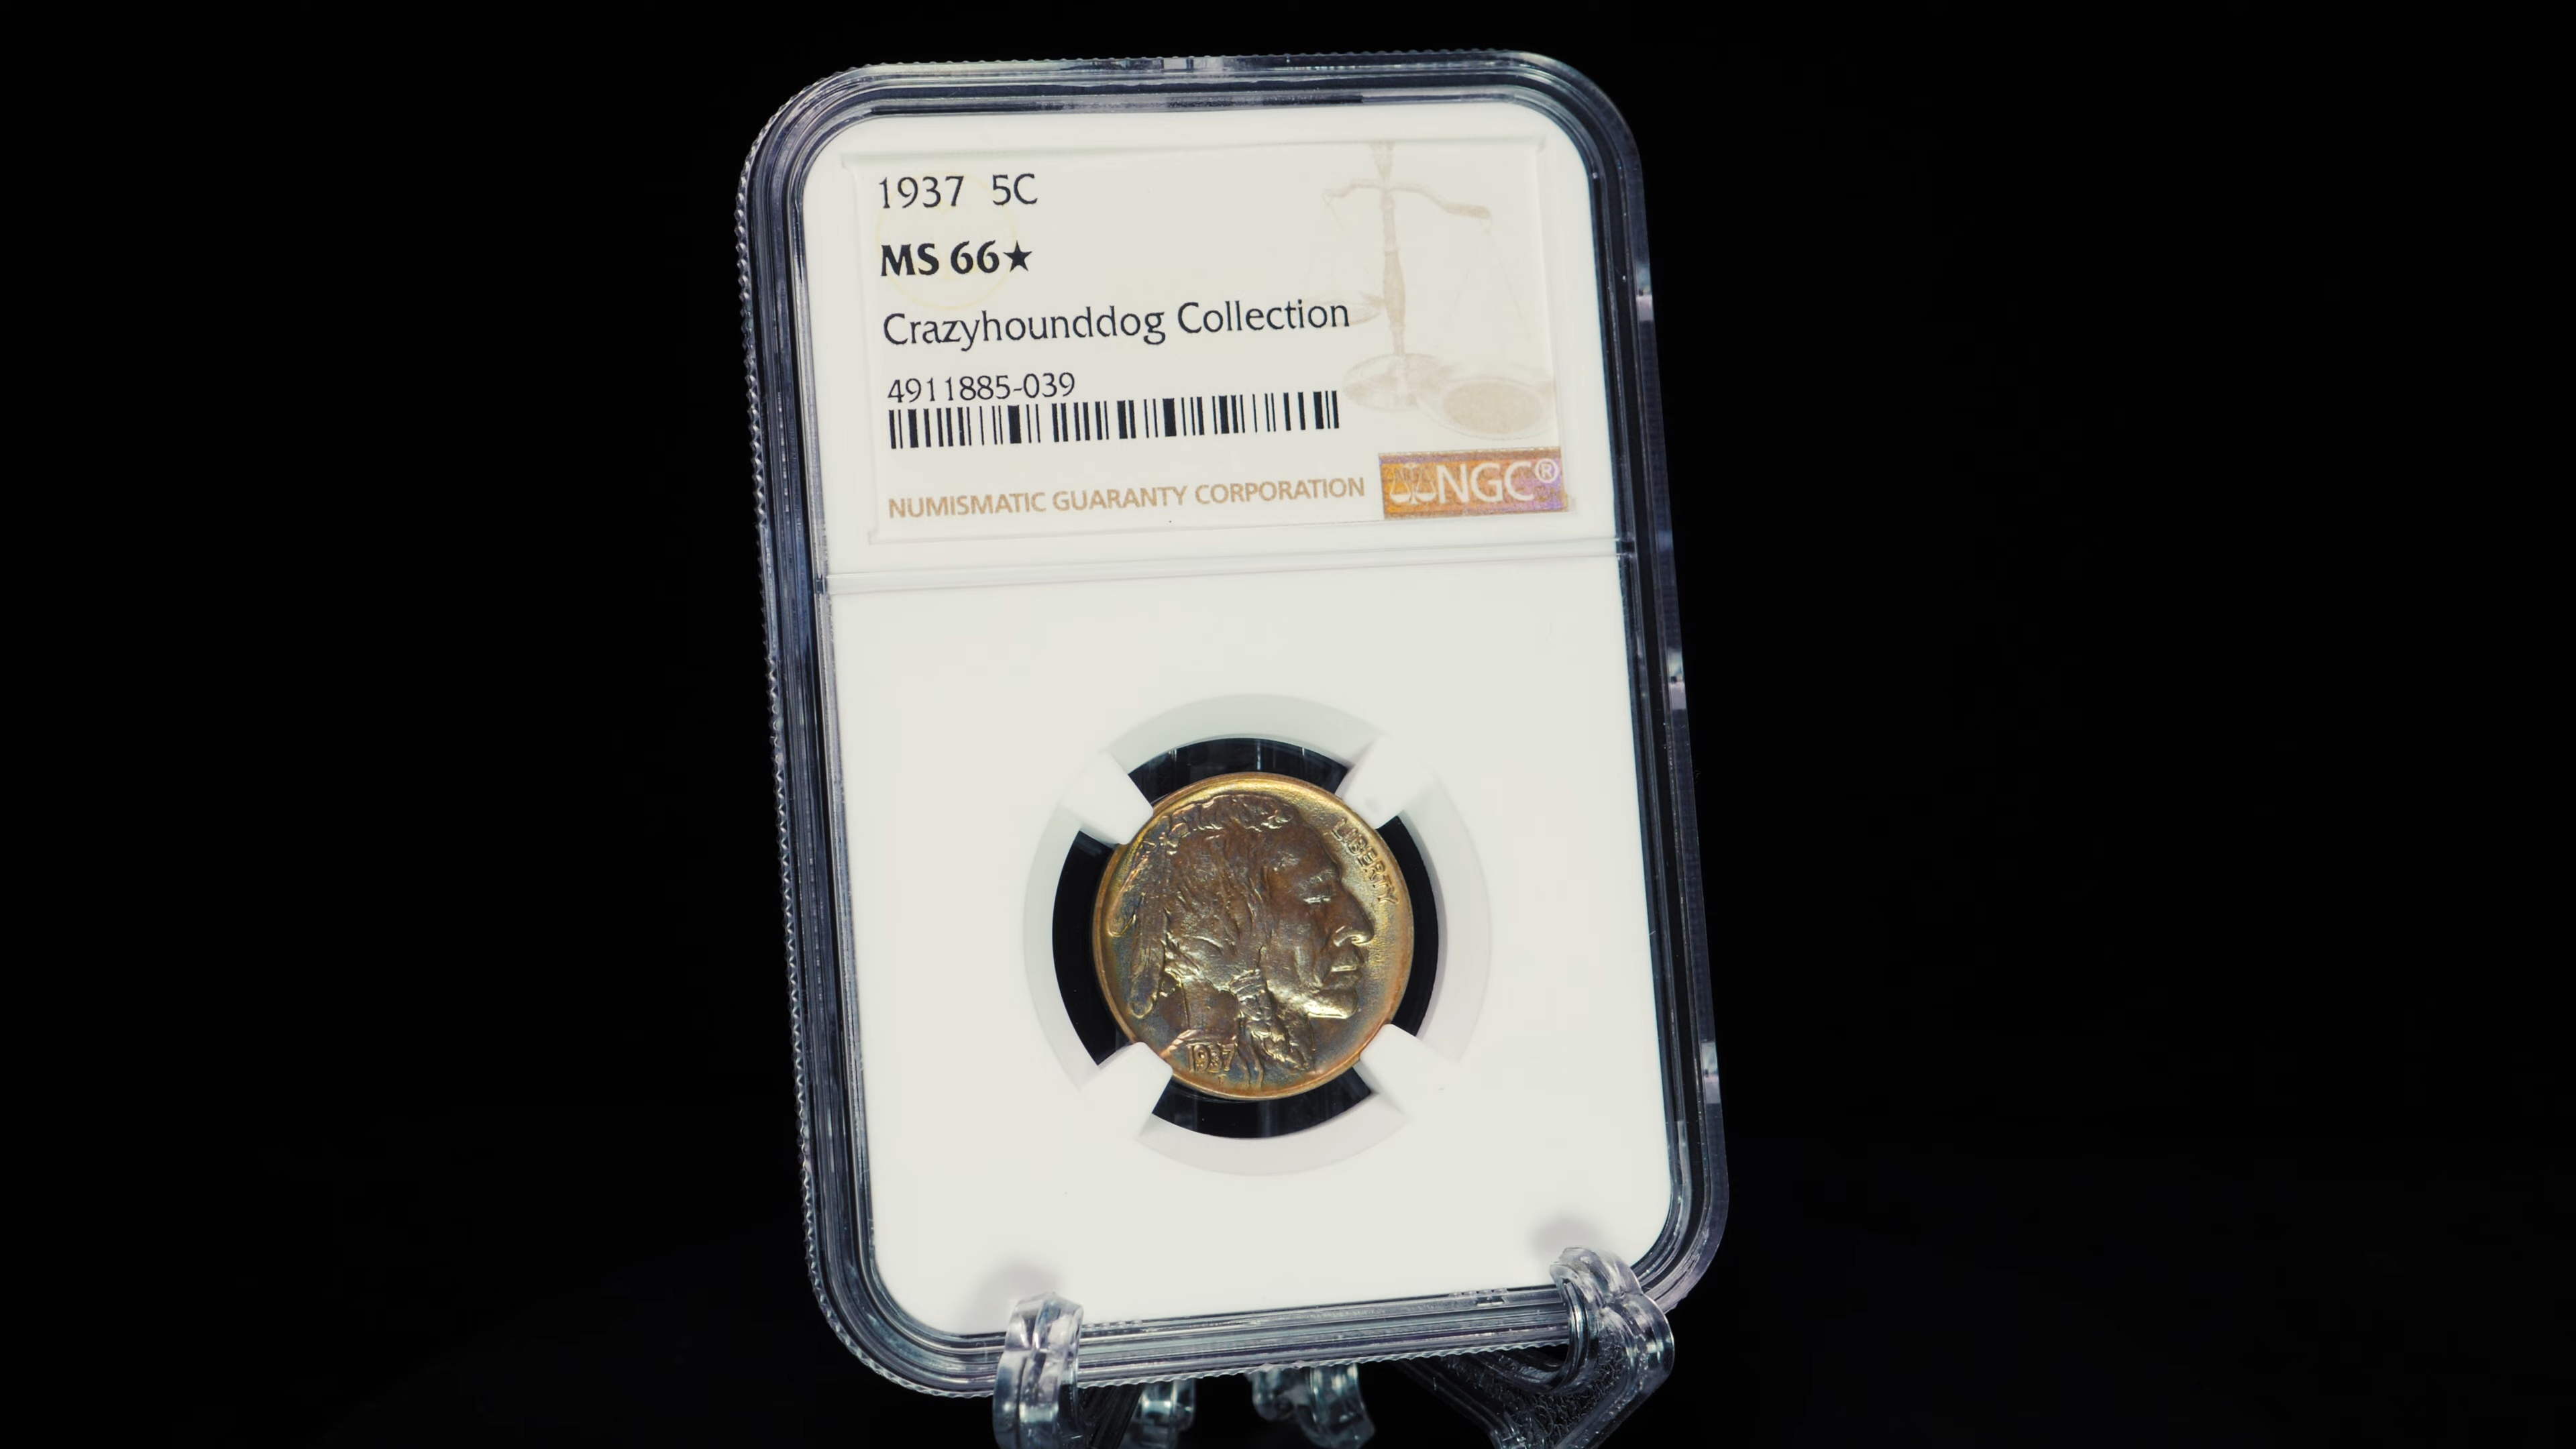 1937 5C
MS 66★
Crazyhounddog Collection
4911885-039
NUMISMATIC GUARANTY CORPORATION
NGC®
LIBERTY
1937